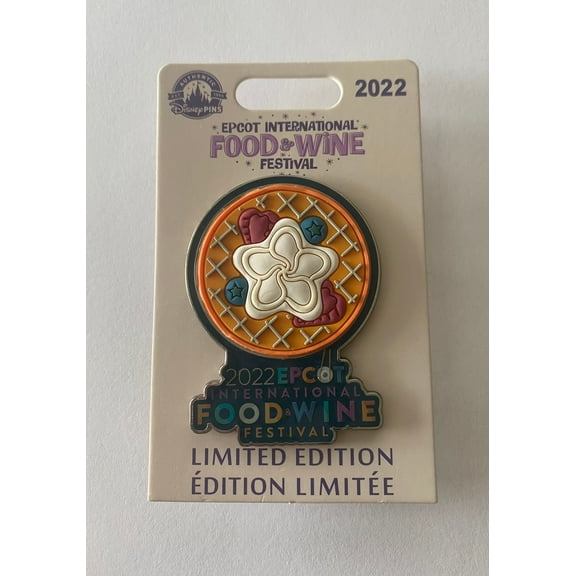 AUTHENTIC
DISNEY PINS
2022
EPCOT INTERNATIONAL
FOOD & WINE
FESTIVAL
2022 EPCOT
INTERNATIONAL
FOOD & WINE
FESTIVAL
LIMITED EDITION
ÉDITION LIMITÉE